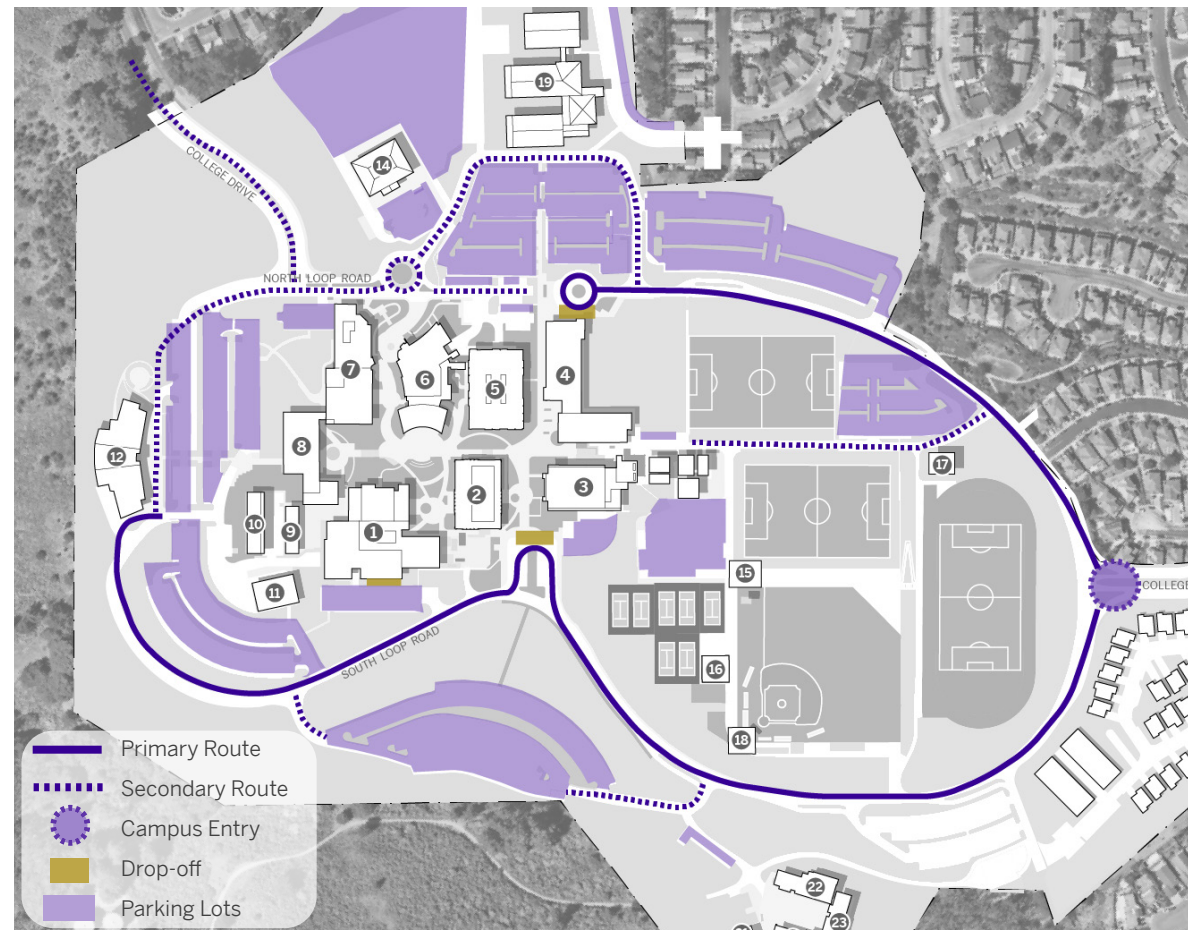 19
14
COLLEGE DRIVE
NORTH LOOP ROAD
7
6
5
4
8
12
17
2
3
10
9
1
15
COLLEGE
11
SOUTH LOOP ROAD
16
18
Primary Route
Secondary Route
Campus Entry
Drop-off
Parking Lots
22
23